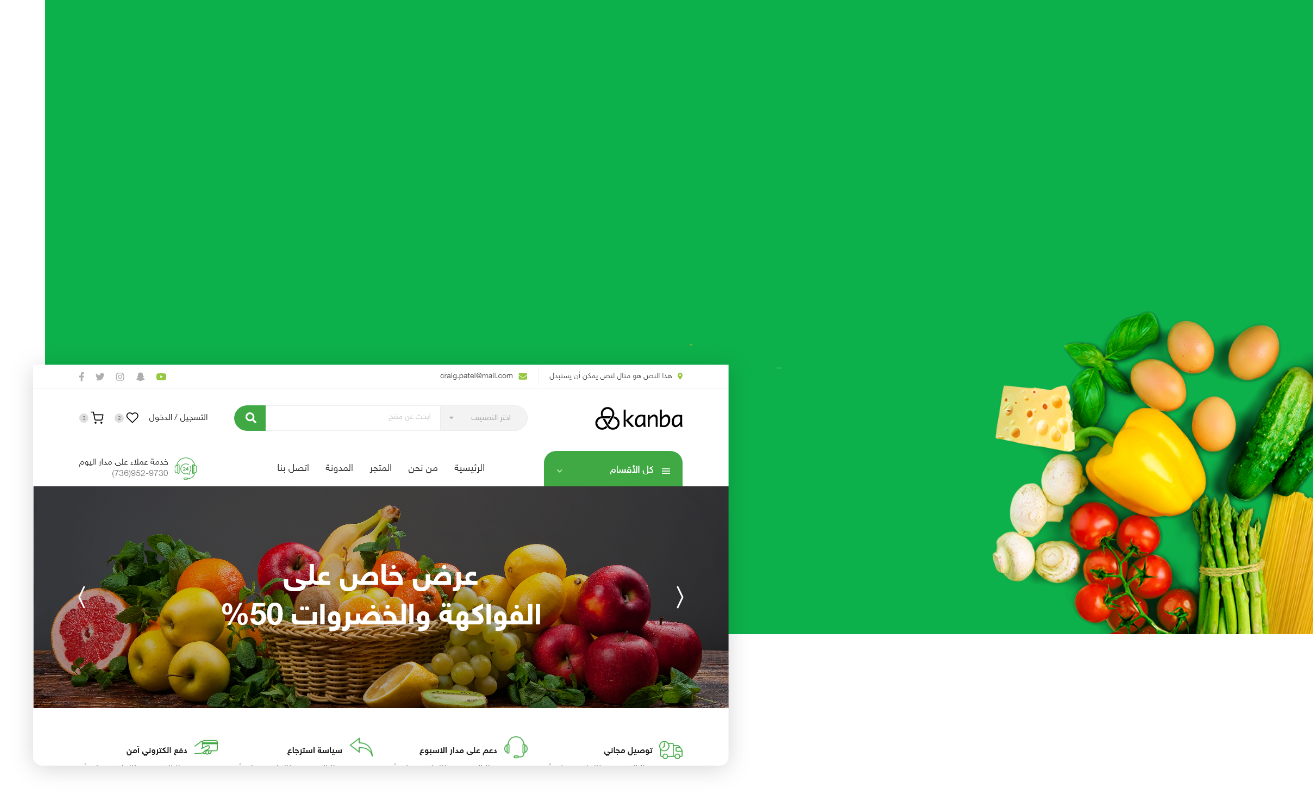 هذا النص هو مثال لنص يمكن أن يستبدل
craig.patel@mail.com
kanba
اختر التصنيف
ابحث عن منتج
التسجيل / الدخول
2
0
كل الأقسام
الرئيسية
من نحن
المتجر
المدونة
اتصل بنا
خدمة عملاء على مدار اليوم
(736)952-9730
24
عرض خاص على
الفواكهة والخضروات 50%
توصيل مجاني
دعم على مدار الاسبوع
سياسة استرجاع
دفع الكتروني أمن